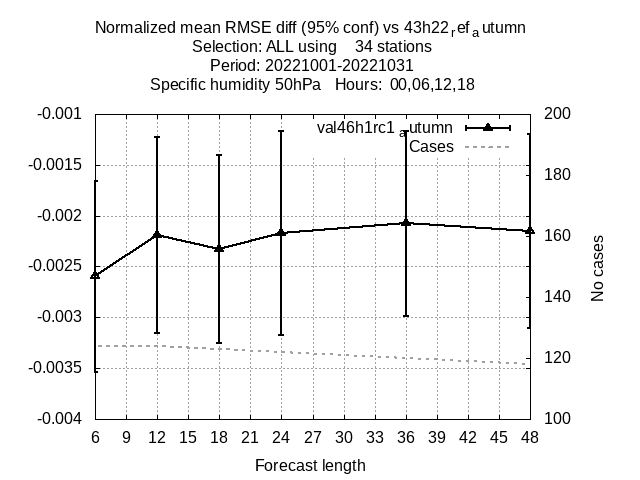 Normalized mean RMSE diff (95% conf) vs 43h22refautumn
Selection: ALL using 34 stations
Period: 20221001-20221031
Specific humidity 50hPa Hours: 00,06,12,18
val46h1rc1autumn
Cases
-0.001
-0.0015
-0.002
-0.0025
-0.003
-0.0035
-0.004
200
180
160
140
120
100
No cases
6 9 12 15 18 21 24 27 30 33 36 39 42 45 48
Forecast length